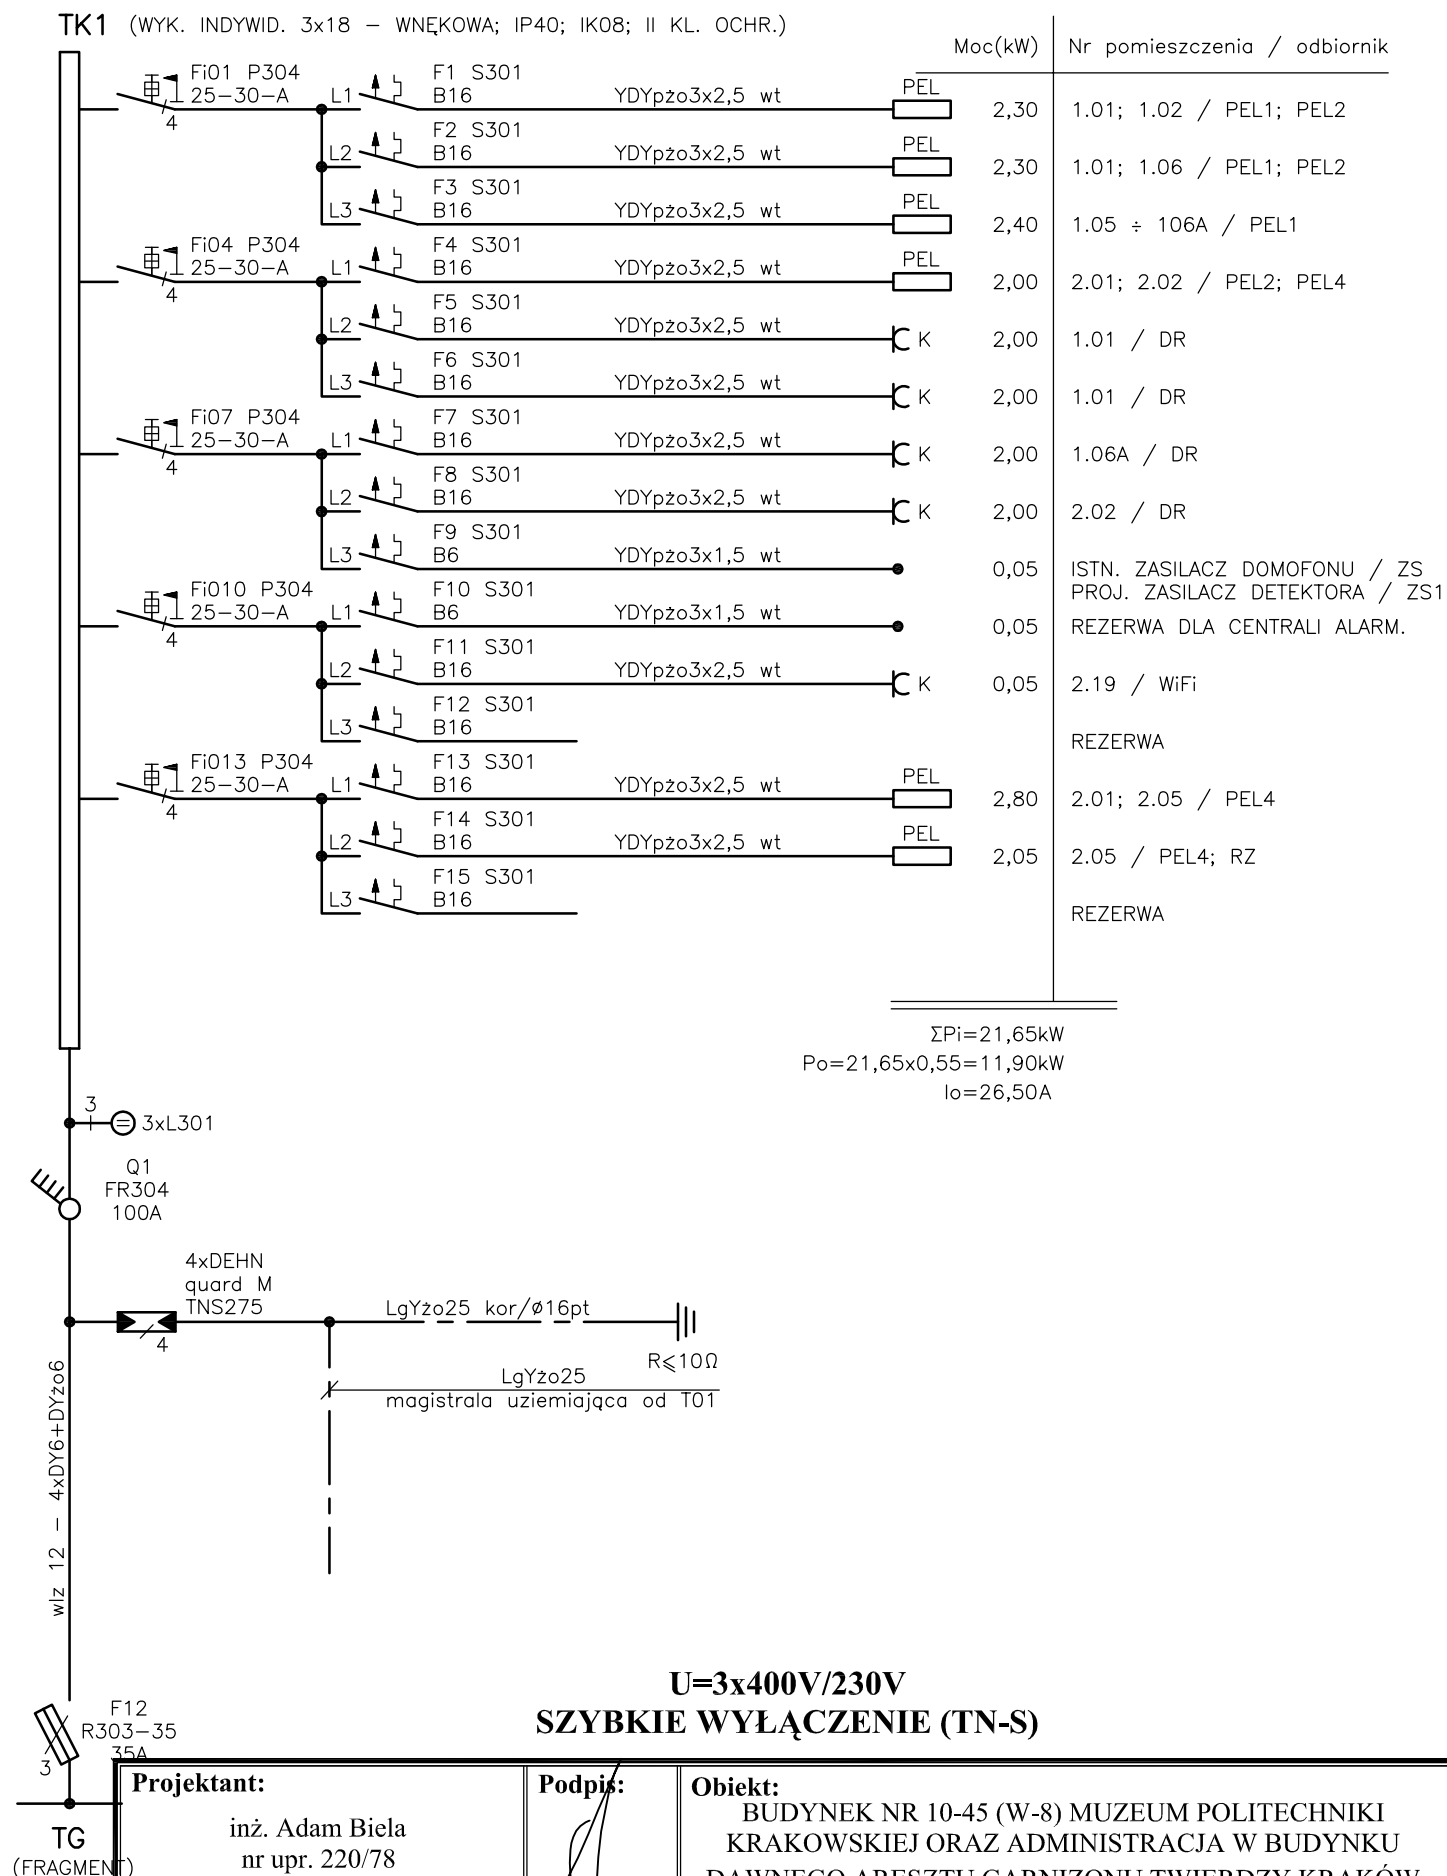 TK1 (WYK. INDYWID. 3x18 – WNĘKOWA; IP40; IK08; II KL. OCHR.)
Moc(kW) Nr pomieszczenia / odbiornik
Fi01 P304
25-30-A
4
L1 F1 S301
B16 YDYpżo3x2,5 wt PEL 2,30 1.01; 1.02 / PEL1; PEL2
L2 F2 S301
B16 YDYpżo3x2,5 wt PEL 2,30 1.01; 1.06 / PEL1; PEL2
L3 F3 S301
B16 YDYpżo3x2,5 wt PEL 2,40 1.05 ÷ 106A / PEL1
Fi04 P304
25-30-A
4
L1 F4 S301
B16 YDYpżo3x2,5 wt PEL 2,00 2.01; 2.02 / PEL2; PEL4
L2 F5 S301
B16 YDYpżo3x2,5 wt K 2,00 1.01 / DR
L3 F6 S301
B16 YDYpżo3x2,5 wt K 2,00 1.01 / DR
Fi07 P304
25-30-A
4
L1 F7 S301
B16 YDYpżo3x2,5 wt K 2,00 1.06A / DR
L2 F8 S301
B16 YDYpżo3x2,5 wt K 2,00 2.02 / DR
L3 F9 S301
B6 YDYpżo3x1,5 wt 0,05 ISTN. ZASILACZ DOMOFONU / ZS
PROJ. ZASILACZ DETEKTORA / ZS1
Fi010 P304
25-30-A
4
L1 F10 S301
B6 YDYpżo3x1,5 wt 0,05 REZERWA DLA CENTRALI ALARM.
L2 F11 S301
B16 YDYpżo3x2,5 wt K 0,05 2.19 / WiFi
L3 F12 S301
B16 REZERWA
Fi013 P304
25-30-A
4
L1 F13 S301
B16 YDYpżo3x2,5 wt PEL 2,80 2.01; 2.05 / PEL4
L2 F14 S301
B16 YDYpżo3x2,5 wt PEL 2,05 2.05 / PEL4; RZ
L3 F15 S301
B16 REZERWA
ΣPi=21,65kW
Po=21,65x0,55=11,90kW
Io=26,50A
3
3xL301
Q1
FR304
100A
4xDEHN
quard M
TNS275
4
LgYżo25 kor/ø16pt
R≤10Ω
LgYżo25
magistrala uziemiająca od T01
wlz 12 – 4xDY6+DYżo6
U=3x400V/230V
SZYBKIE WYŁĄCZENIE (TN-S)
F12
R303-35
35A
3
TG
(FRAGMENT)
Projektant:
inż. Adam Biela
nr upr. 220/78
Podpis:
Obiekt:
BUDYNEK NR 10-45 (W-8) MUZEUM POLITECHNIKI
KRAKOWSKIEJ ORAZ ADMINISTRACJA W BUDYNKU
DAWNEGO ARESZTU GARNIZONU TWIERDZY KRAKÓW